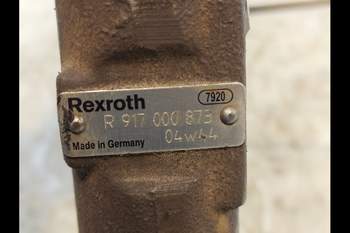 Rexroth 7920
R 917 000 873
04W44
Made in Germany